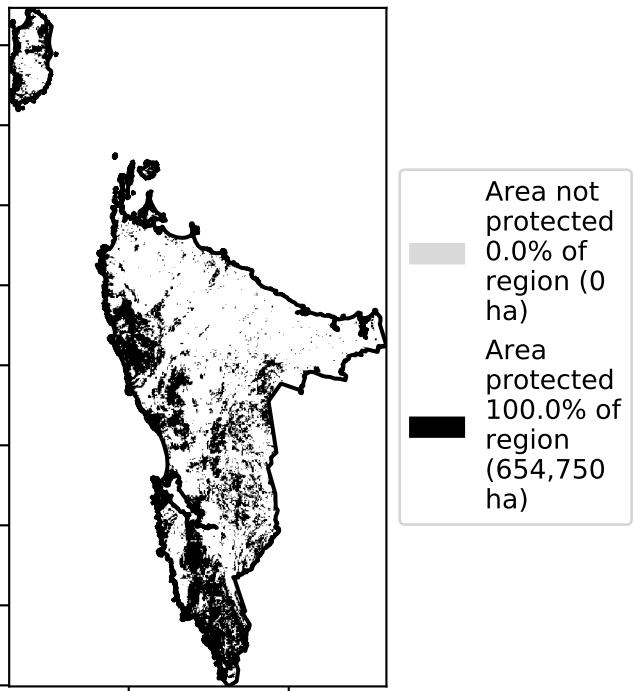 Area not
protected
0.0% of
region (0
ha)
Area
protected
100.0% of
region
(654,750
ha)